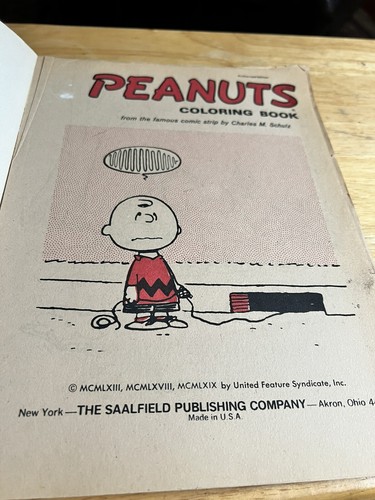 PEANUTS
COLORING BOOK
from the famous comic strip by Charles M. Schulz
© MCMLXIII, MCMLXVIII, MCMLXIX by United Feature Syndicate, Inc.
New York — THE SAALFIELD PUBLISHING COMPANY — Akron, Ohio 4
Made in U.S.A.